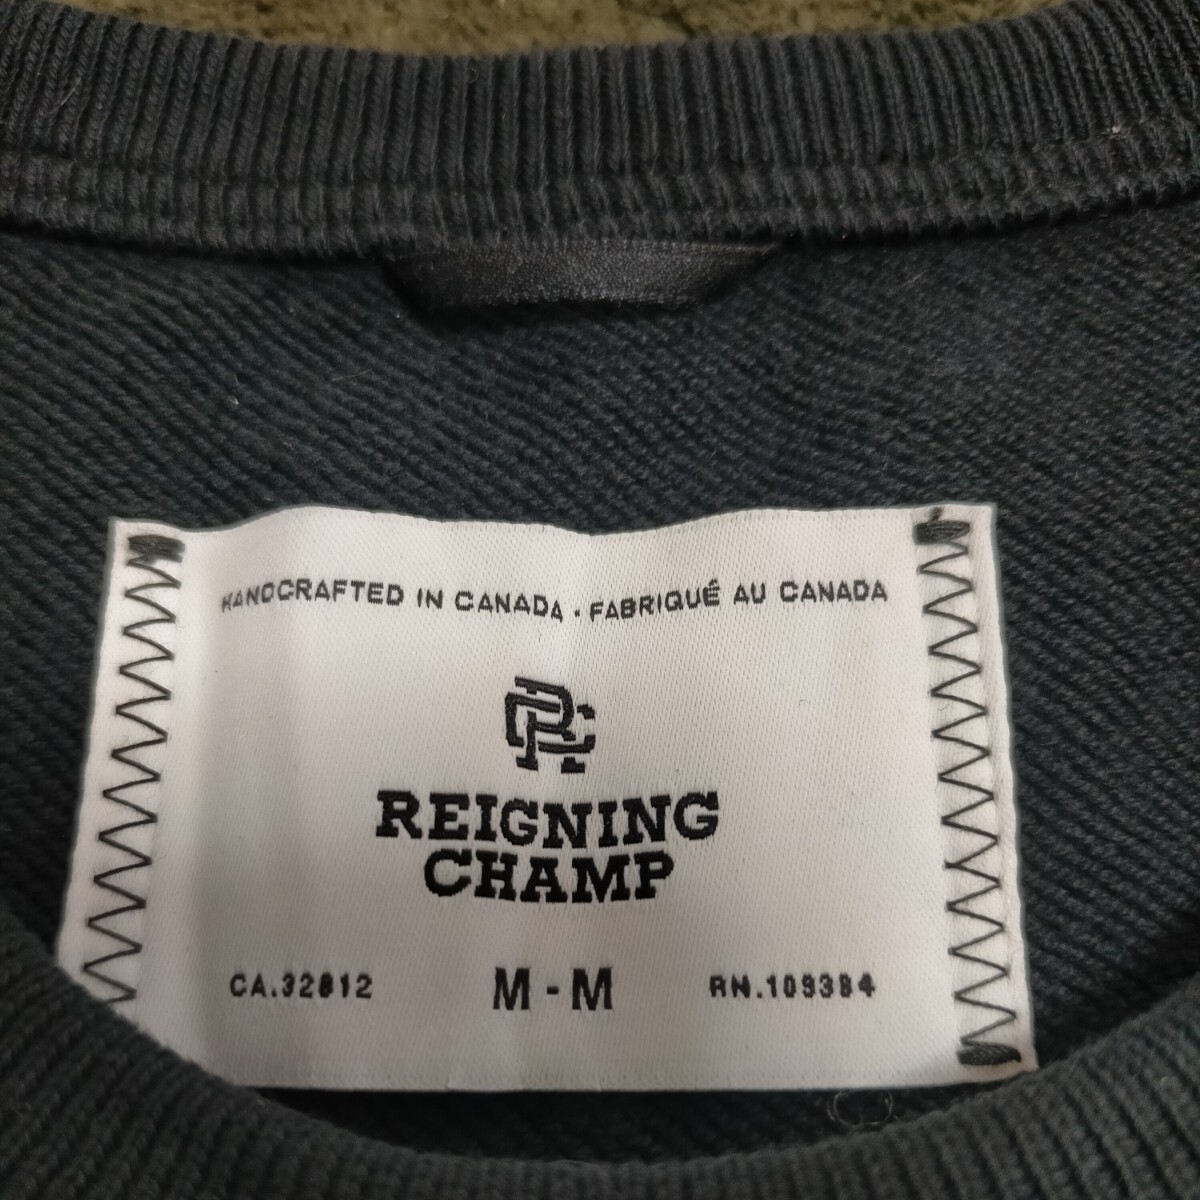 HANDCRAFTED IN CANADA · FABRIQUÉ AU CANADA
RC
REIGNING
CHAMP
CA.32812 M - M RN.109384